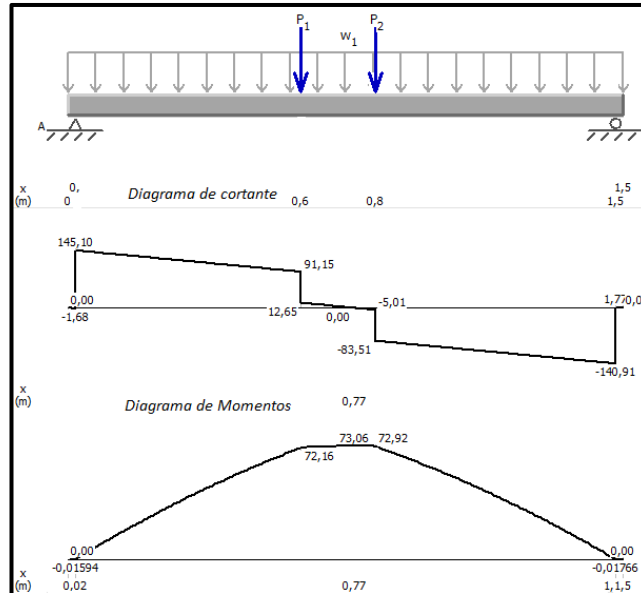 P1 P2
w1
A
x (m) 0, 0 Diagrama de cortante 0,6 0,8 1,5 1,5
145,10
91,15
0,00 -5,01 1,770,0
-1,68 12,65 0,00
-83,51
-140,91
x (m) Diagrama de Momentos 0,77
73,06 72,92
72,16
0,00 0,00
-0,01594 -0,01766
x (m) 0,02 0,77 1,1,5